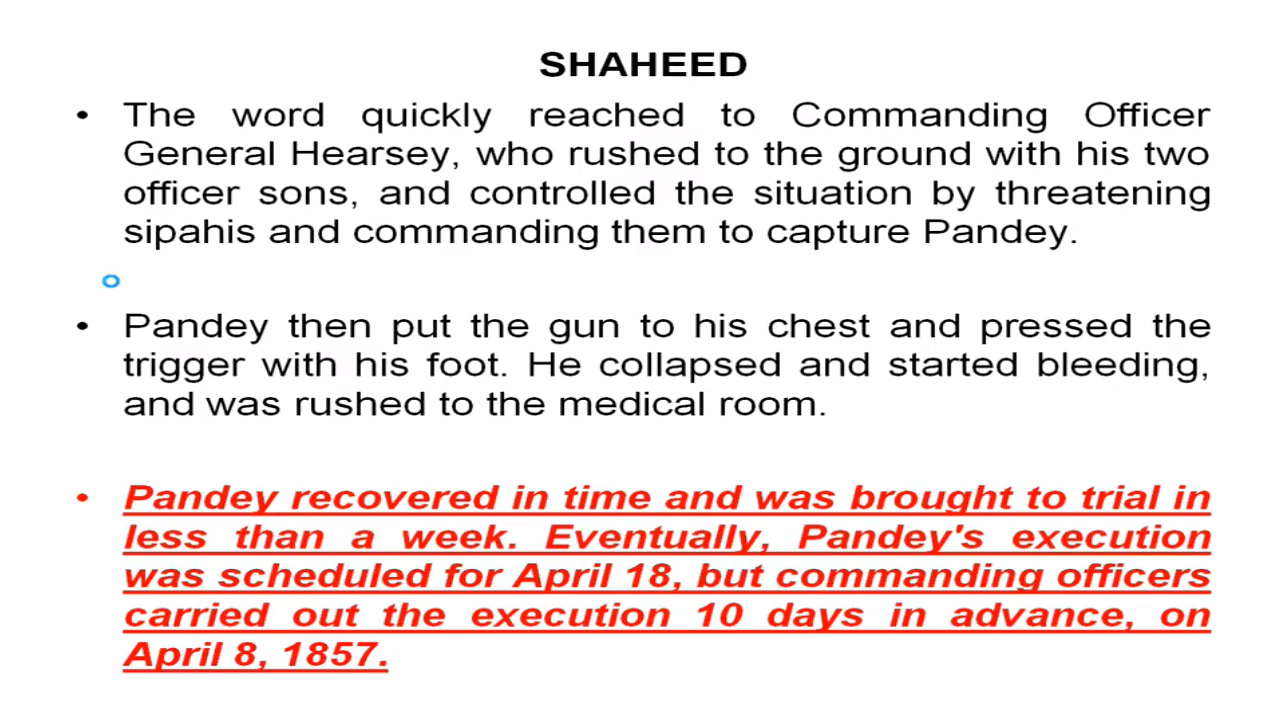 SHAHEED
• The word quickly reached to Commanding Officer
General Hearsey, who rushed to the ground with his two
officer sons, and controlled the situation by threatening
sipahis and commanding them to capture Pandey.
• Pandey then put the gun to his chest and pressed the
trigger with his foot. He collapsed and started bleeding,
and was rushed to the medical room.
• Pandey recovered in time and was brought to trial in
less than a week. Eventually, Pandey's execution
was scheduled for April 18, but commanding officers
carried out the execution 10 days in advance, on
April 8, 1857.